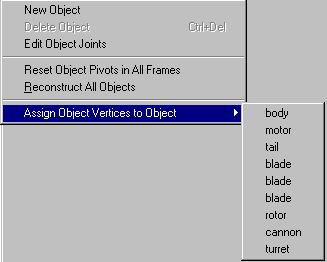 New Object
Delete Object Ctrl+Del
Edit Object Joints
Reset Object Pivots in All Frames
Reconstruct All Objects
Assign Object Vertices to Object
body
motor
tail
blade
blade
blade
rotor
cannon
turret